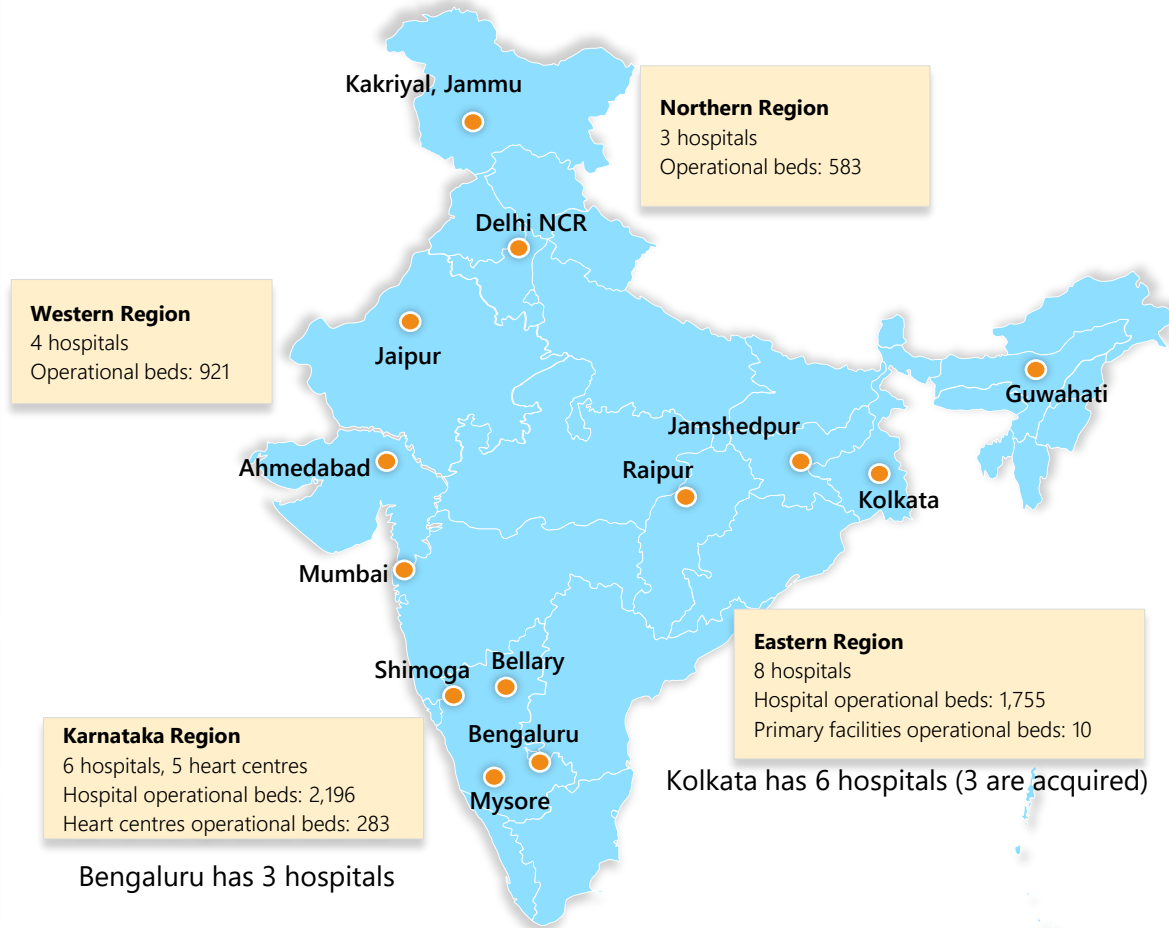 Kakriyal, Jammu
Northern Region
3 hospitals
Operational beds: 583
Delhi NCR
Western Region
4 hospitals
Operational beds: 921
Jaipur
Guwahati
Jamshedpur
Ahmedabad
Raipur
Kolkata
Mumbai
Eastern Region
8 hospitals
Hospital operational beds: 1,755
Primary facilities operational beds: 10
Shimoga
Bellary
Karnataka Region
6 hospitals, 5 heart centres
Hospital operational beds: 2,196
Heart centres operational beds: 283
Bengaluru
Mysore
Kolkata has 6 hospitals (3 are acquired)
Bengaluru has 3 hospitals